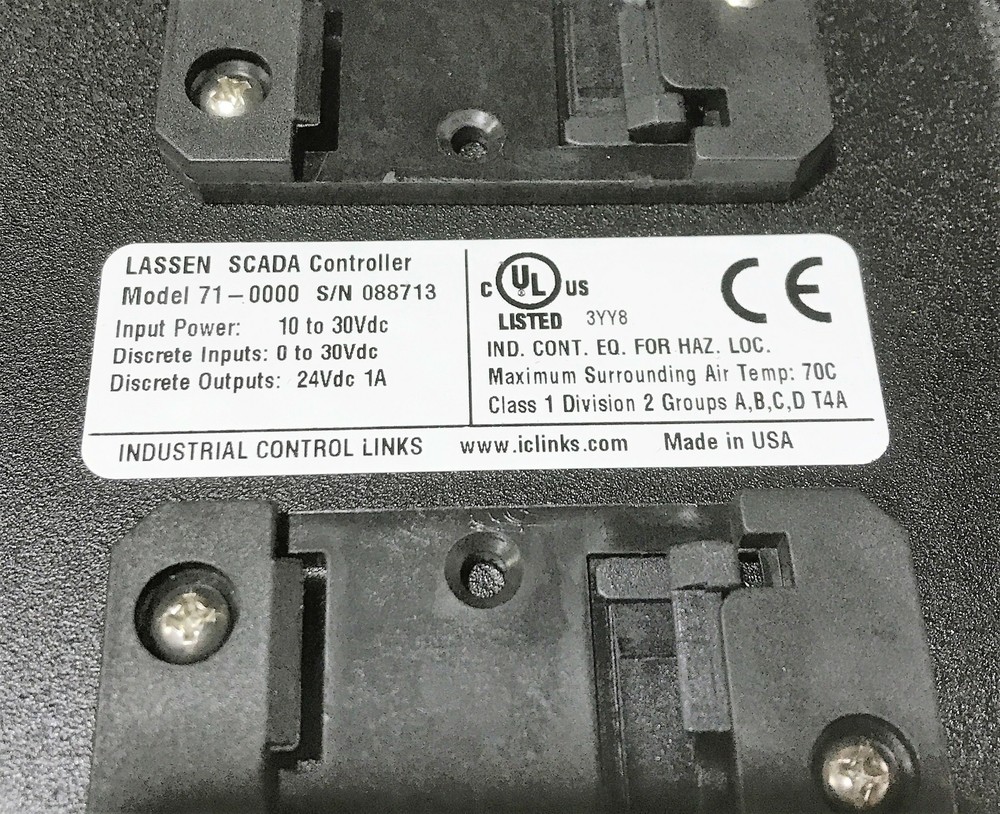 LASSEN SCADA Controller
Model 71-0000 S/N 088713
Input Power: 10 to 30Vdc
Discrete Inputs: 0 to 30Vdc
Discrete Outputs: 24Vdc 1A
C UL US
LISTED 3YY8
CE
IND. CONT. EQ. FOR HAZ. LOC.
Maximum Surrounding Air Temp: 70C
Class 1 Division 2 Groups A,B,C,D T4A
INDUSTRIAL CONTROL LINKS www.iclinks.com Made in USA